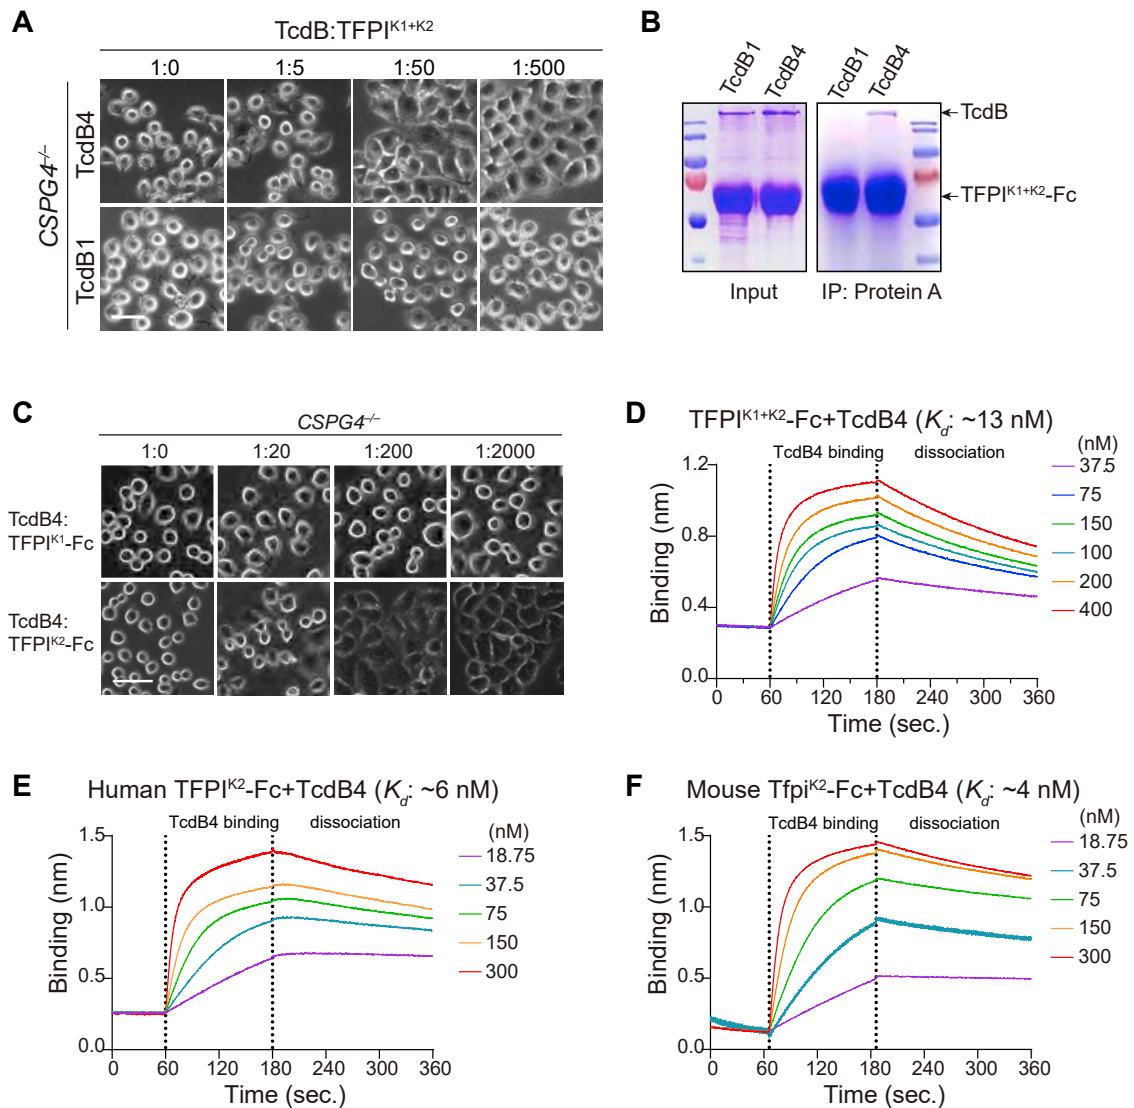 A
TcdB:TFPI^K1+K2
1:0 1:5 1:50 1:500
CSPG4–/–
TcdB4
TcdB1
B
TcdB1 TcdB4 TcdB1 TcdB4
TcdB
TFPI^K1+K2-Fc
Input IP: Protein A
C
CSPG4–/–
1:0 1:20 1:200 1:2000
TcdB4:
TFPI^K1-Fc
TcdB4:
TFPI^K2-Fc
D
TFPI^K1+K2-Fc+TcdB4 (Kd: ~13 nM)
TcdB4 binding dissociation
(nM)
37.5
75
150
100
200
400
Binding (nm)
1.2
0.8
0.4
0.0
0 60 120 180 240 300 360
Time (sec.)
E
Human TFPI^K2-Fc+TcdB4 (Kd: ~6 nM)
TcdB4 binding dissociation
(nM)
18.75
37.5
75
150
300
Binding (nm)
1.5
1.0
0.5
0.0
0 60 120 180 240 300 360
Time (sec.)
F
Mouse Tfpi^K2-Fc+TcdB4 (Kd: ~4 nM)
TcdB4 binding dissociation
(nM)
18.75
37.5
75
150
300
Binding (nm)
1.5
1.0
0.5
0.0
0 60 120 180 240 300 360
Time (sec.)